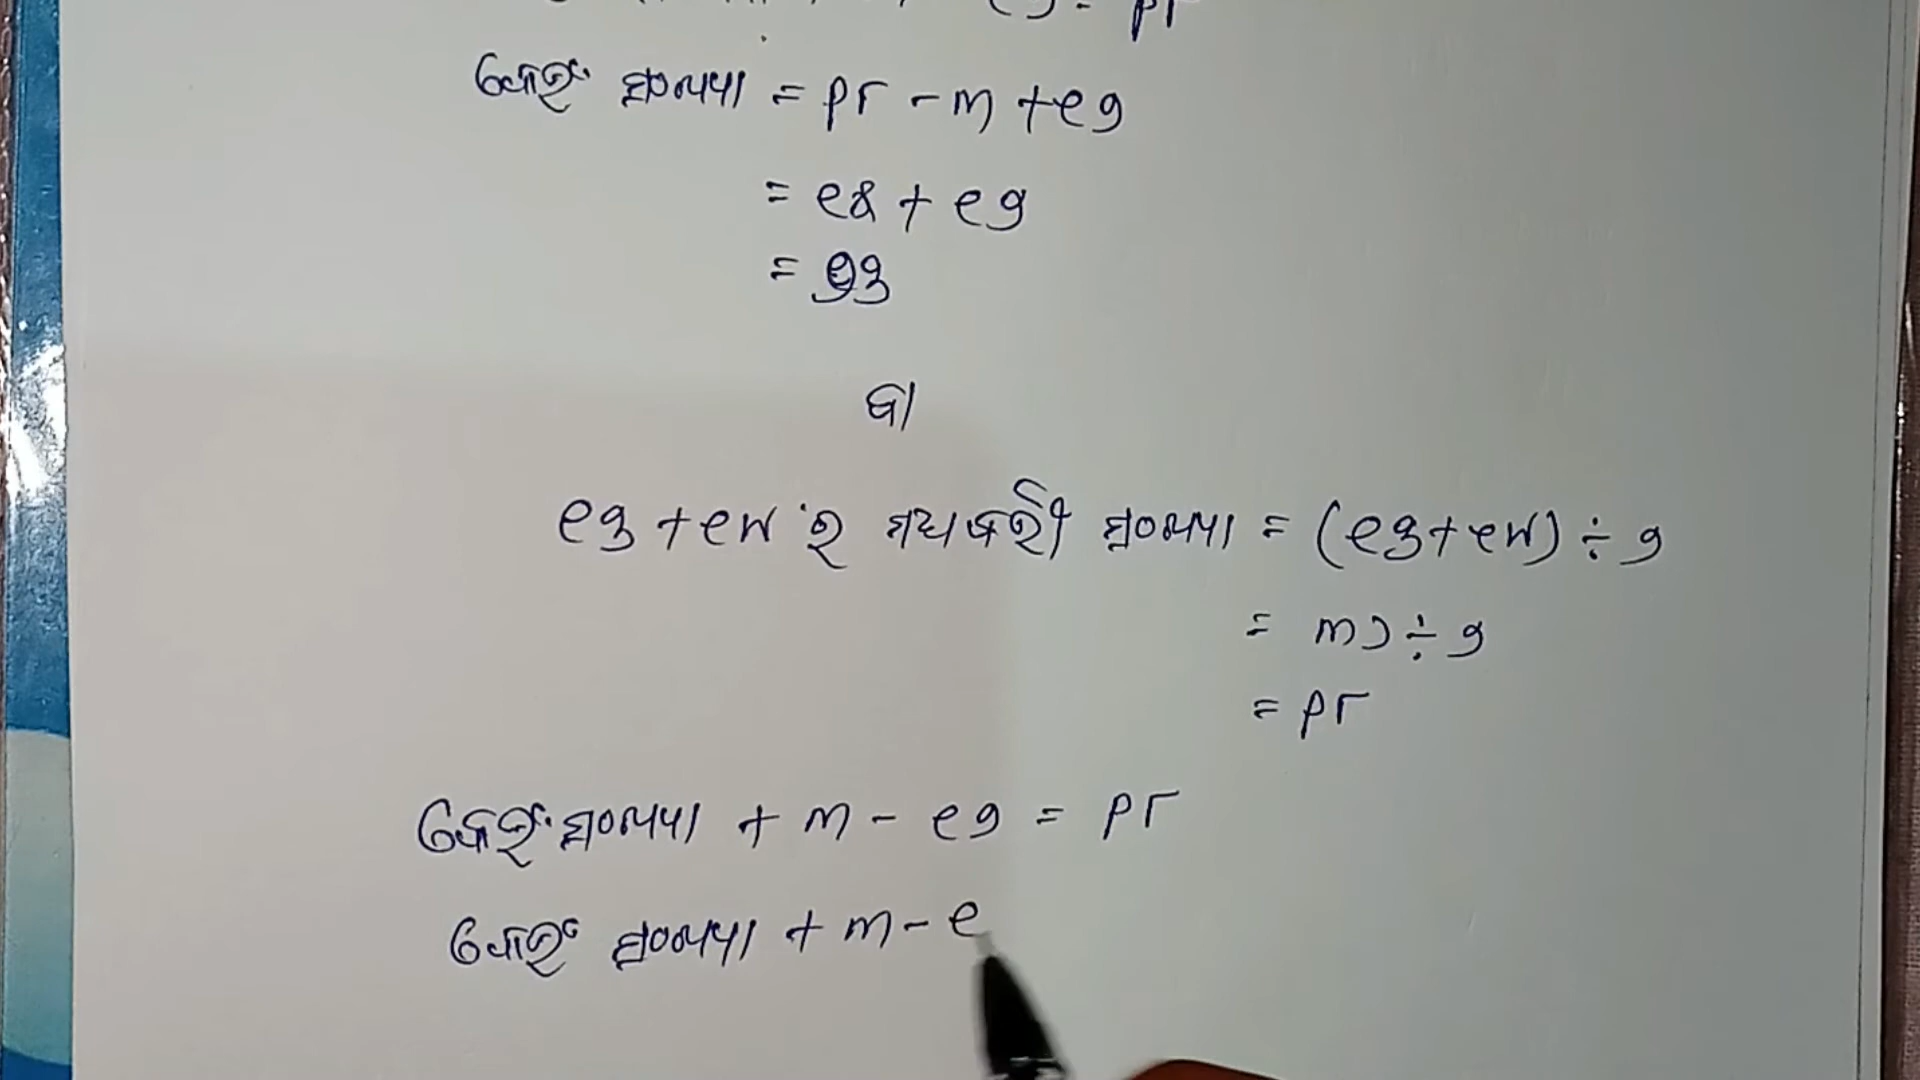 ସେହି ସଂଖ୍ୟା = ୧୮ - ୩ + ୧୨
= ୧୫ + ୧୨
= ୨୭
ବା
୧୭ + ୧୯ ର ମଧ୍ୟବର୍ତ୍ତୀ ସଂଖ୍ୟା = (୧୭ + ୧୯) ÷ ୨
= ୩୬ ÷ ୨
= ୧୮
ସେହି ସଂଖ୍ୟା + ୩ - ୧୨ = ୧୮
ସେହି ସଂଖ୍ୟା + ୩ - ୧